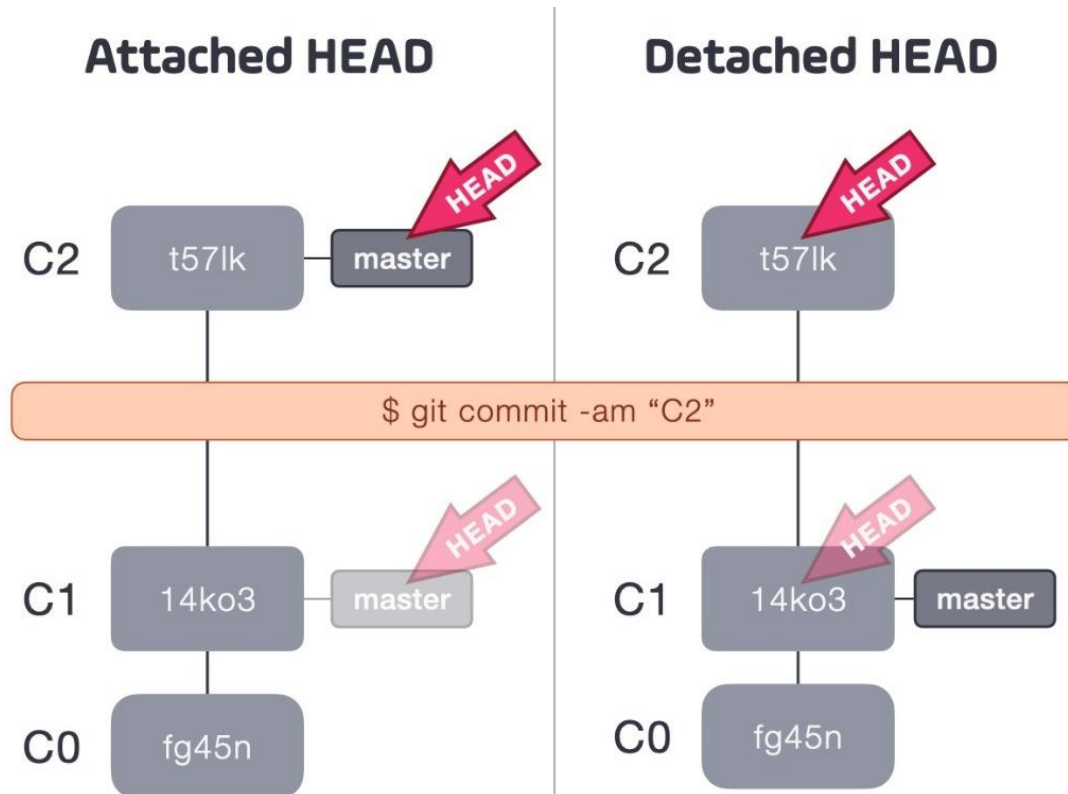 Attached HEAD
HEAD
C2
t57lk
master
Detached HEAD
HEAD
C2
t57lk
$ git commit -am “C2”
HEAD
C1
14ko3
master
C0
fg45n
HEAD
C1
14ko3
master
C0
fg45n